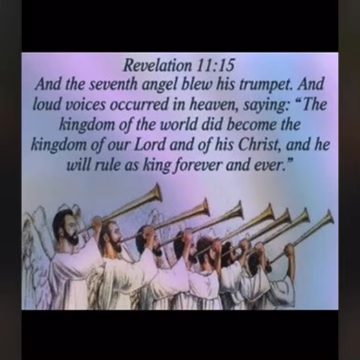 Revelation 11:15
And the seventh angel blew his trumpet. And
loud voices occurred in heaven, saying: “The
kingdom of the world did become the
kingdom of our Lord and of his Christ, and he
will rule as king forever and ever.”